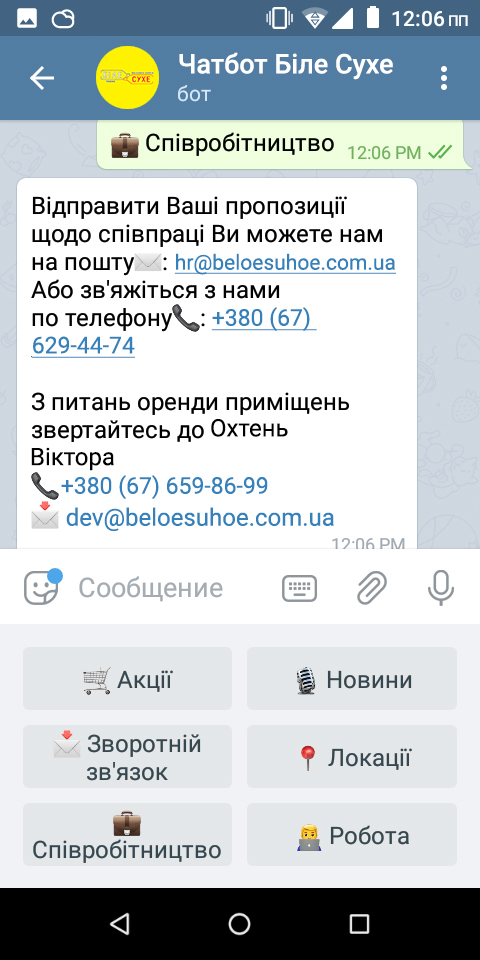 12:06 пп
Чатбот Біле Сухе
бот
СУХЕ
Співробітництво
12:06 PM
Відправити Ваші пропозиції
щодо співпраці Ви можете нам
на пошту✉️: hr@beloesuhoe.com.ua
Або зв'яжіться з нами
по телефону📞: +380 (67)
629-44-74
З питань оренди приміщень
звертайтесь до Охтень
Віктора
📞+380 (67) 659-86-99
📩 dev@beloesuhoe.com.ua
12:06 PM
Сообщение
Акції
Новини
Зворотній
зв'язок
Локації
Співробітництво
Робота